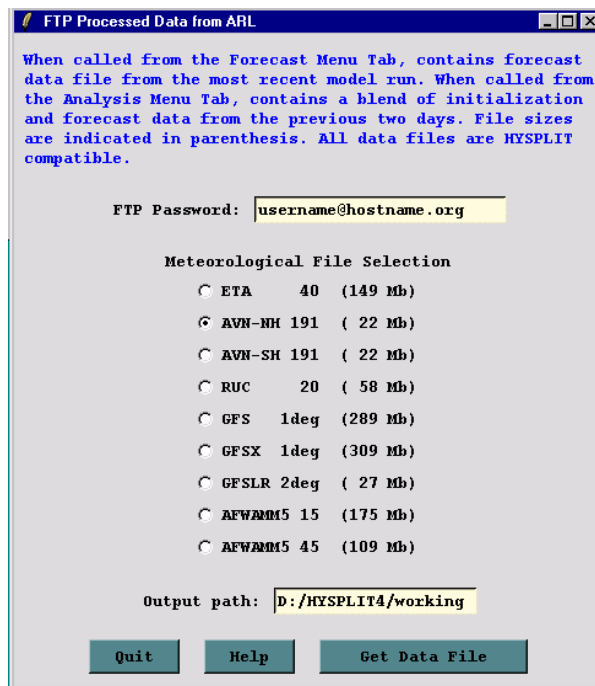 FTP Processed Data from ARL
When called from the Forecast Menu Tab, contains forecast
data file from the most recent model run. When called from
the Analysis Menu Tab, contains a blend of initialization
and forecast data from the previous two days. File sizes
are indicated in parenthesis. All data files are HYSPLIT
compatible.
FTP Password: username@hostname.org
Meteorological File Selection
ETA 40 (149 Mb)
AVN-NH 191 ( 22 Mb)
AVN-SH 191 ( 22 Mb)
RUC 20 ( 58 Mb)
GFS 1deg (289 Mb)
GFSX 1deg (309 Mb)
GFSLR 2deg ( 27 Mb)
AFWAMM5 15 (175 Mb)
AFWAMM5 45 (109 Mb)
Output path: D:/HYSPLIT4/working
Quit Help Get Data File